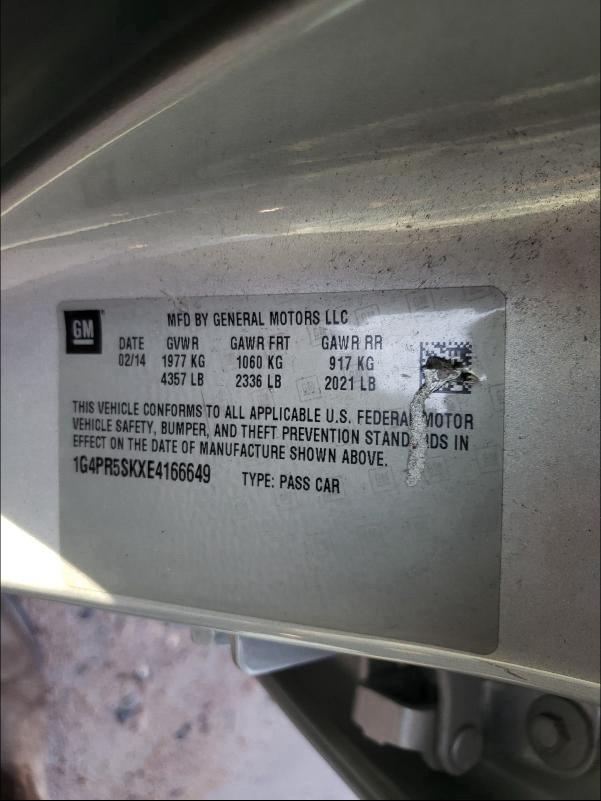 GM
MFD BY GENERAL MOTORS LLC
DATE GVWR GAWR FRT GAWR RR
02/14 1977 KG 1060 KG 917 KG
4357 LB 2336 LB 2021 LB
THIS VEHICLE CONFORMS TO ALL APPLICABLE U.S. FEDERAL MOTOR
VEHICLE SAFETY, BUMPER, AND THEFT PREVENTION IN
EFFECT ON THE DATE OF MANUFACTURE SHOWN ABOVE.
1G4PR5SKXE4166649 TYPE: PASS CAR